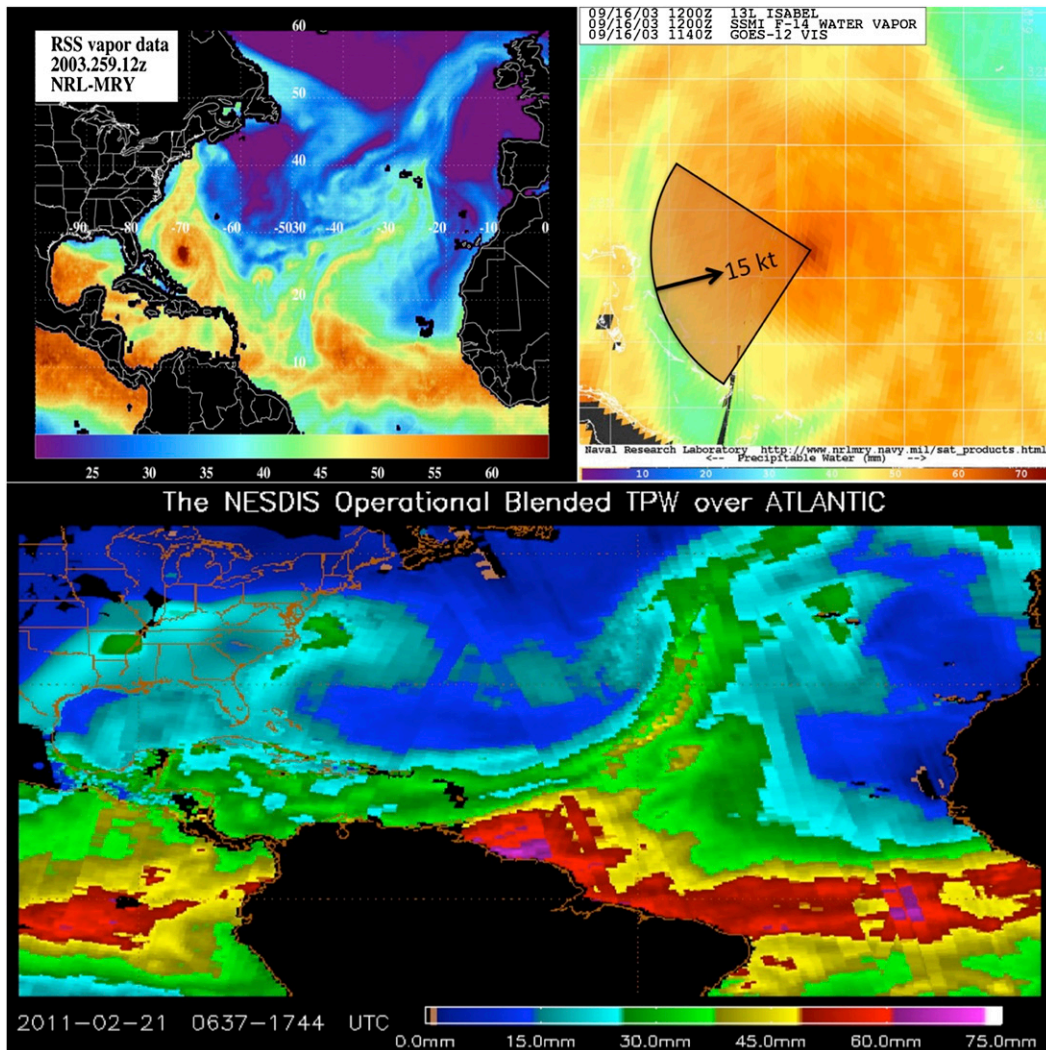 RSS vapor data
2003.259.12z
NRL-MRY
60
50
40
-90 -80 -60 -5030 -40 -30 -20 -10 0
20
10
25 30 35 40 45 50 55 60
09/16/03 1200Z 13L ISABEL
09/16/03 1200Z SSMI F-14 WATER VAPOR
09/16/03 1140Z GOES-12 VIS
15 kt
Naval Research Laboratory http://www.nrlmry.navy.mil/sat_products.html
<-- Precipitable Water (mm) -->
10 20 30 40 50 60 70
The NESDIS Operational Blended TPW over ATLANTIC
2011-02-21 0637-1744 UTC
0.0mm 15.0mm 30.0mm 45.0mm 60.0mm 75.0mm